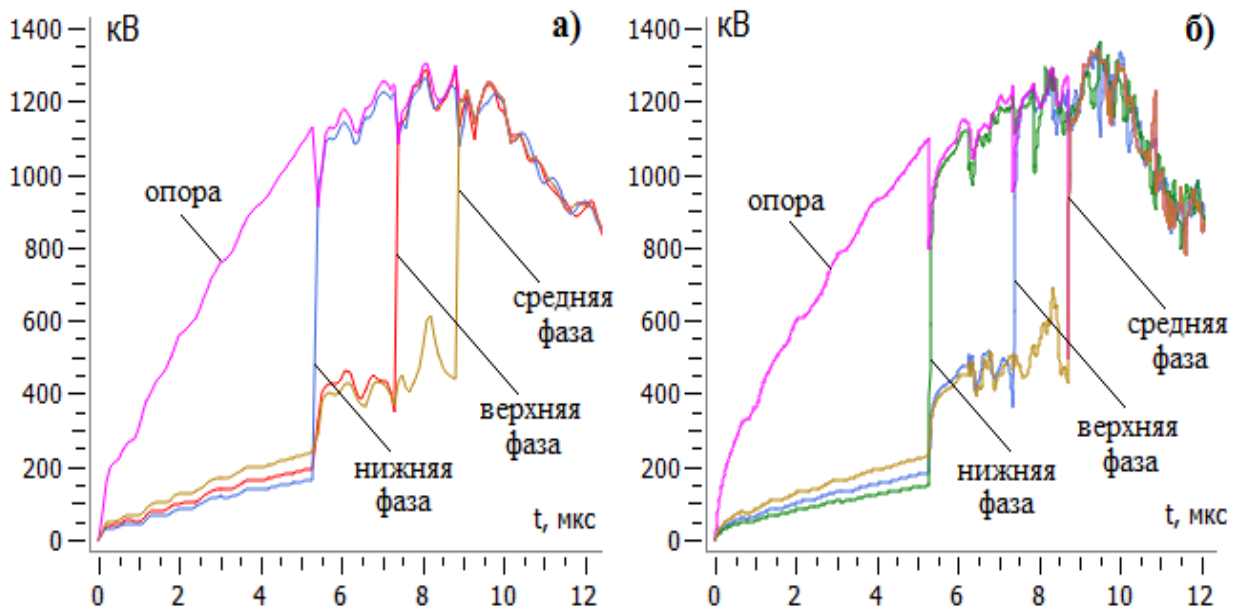 кВ
а)
1400
1200
1000
800
600
400
200
0
опора
средняя
фаза
верхняя
фаза
нижняя
фаза
t, мкс
0 2 4 6 8 10 12
кВ
б)
1400
1200
1000
800
600
400
200
0
опора
средняя
фаза
верхняя
фаза
нижняя
фаза
t, мкс
0 2 4 6 8 10 12